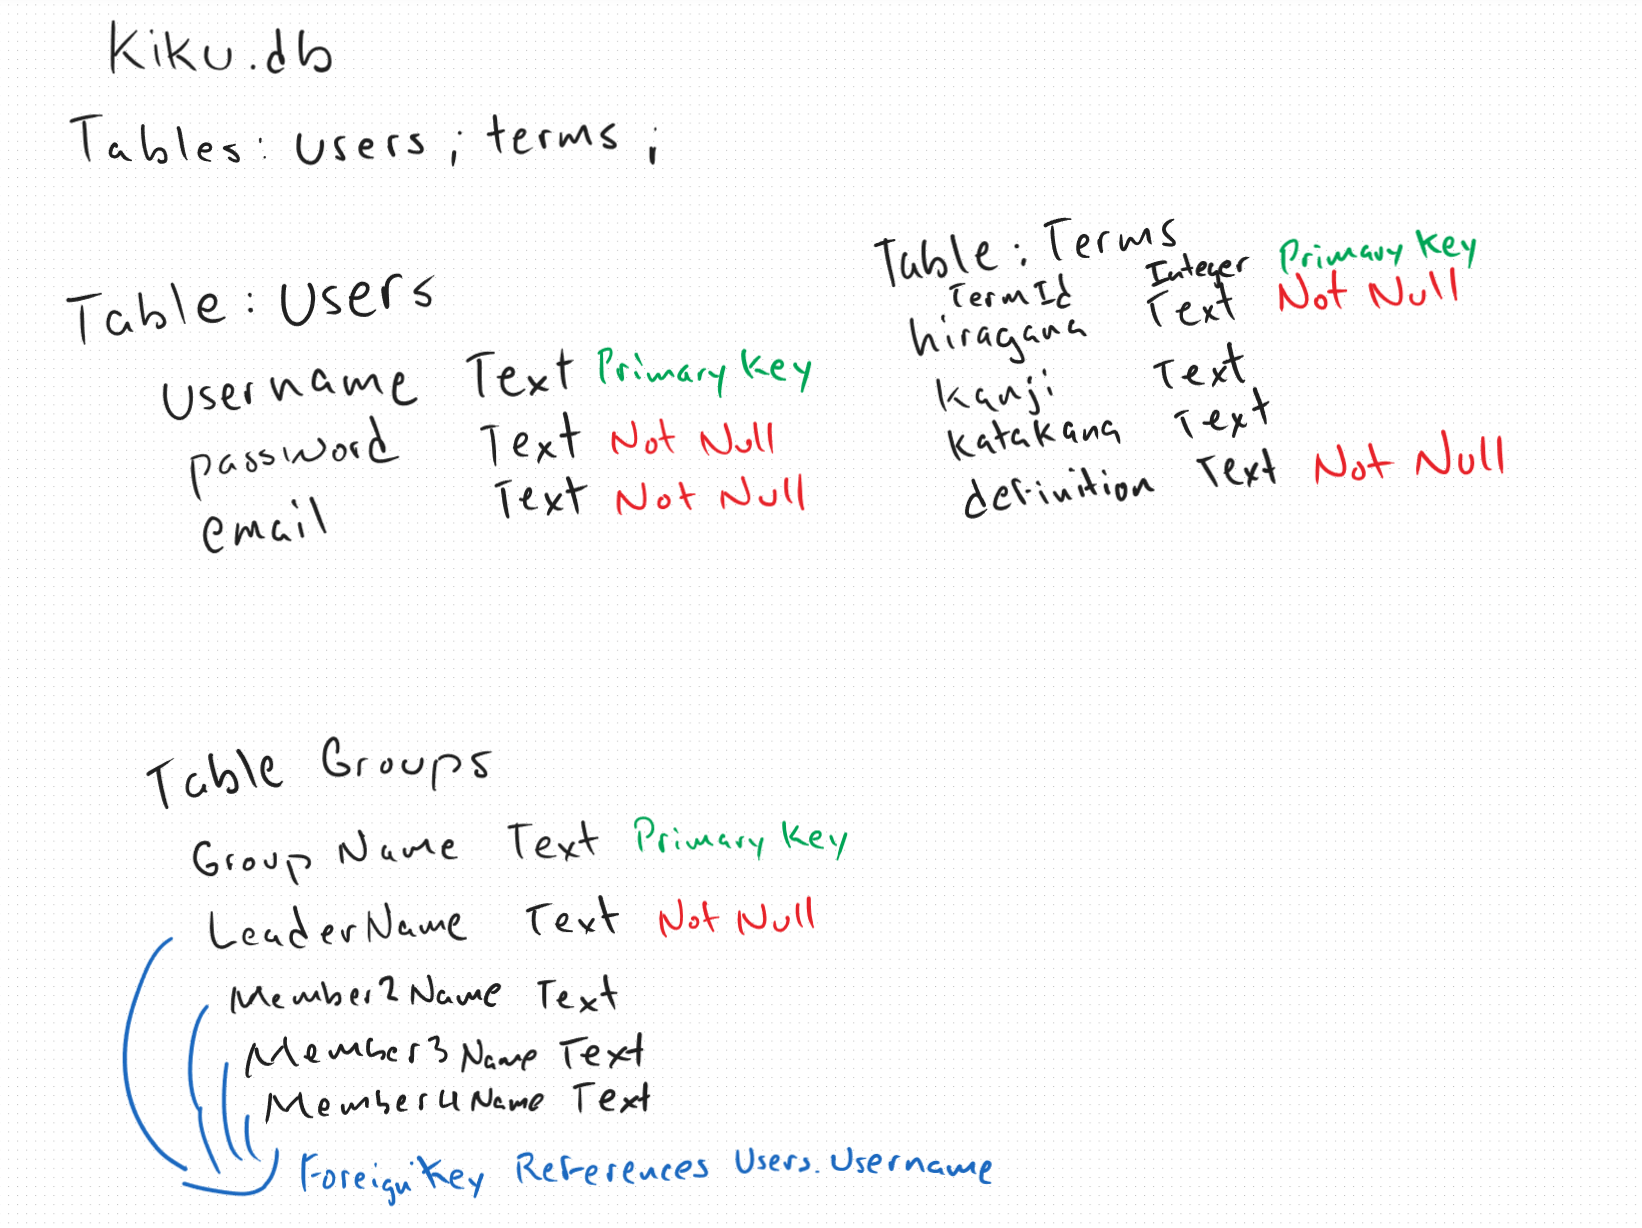 Kiku.db
Tables: users; terms;
Table: Users
username Text Primary Key
password Text Not Null
email Text Not Null
Table: Terms
TermId Integer Primary Key
hiragana Text Not Null
kanji Text
katakana Text
definition Text Not Null
Table Groups
Group Name Text Primary Key
LeaderName Text Not Null
Member2Name Text
Member3Name Text
Member4Name Text
Foreign Key References Users.Username